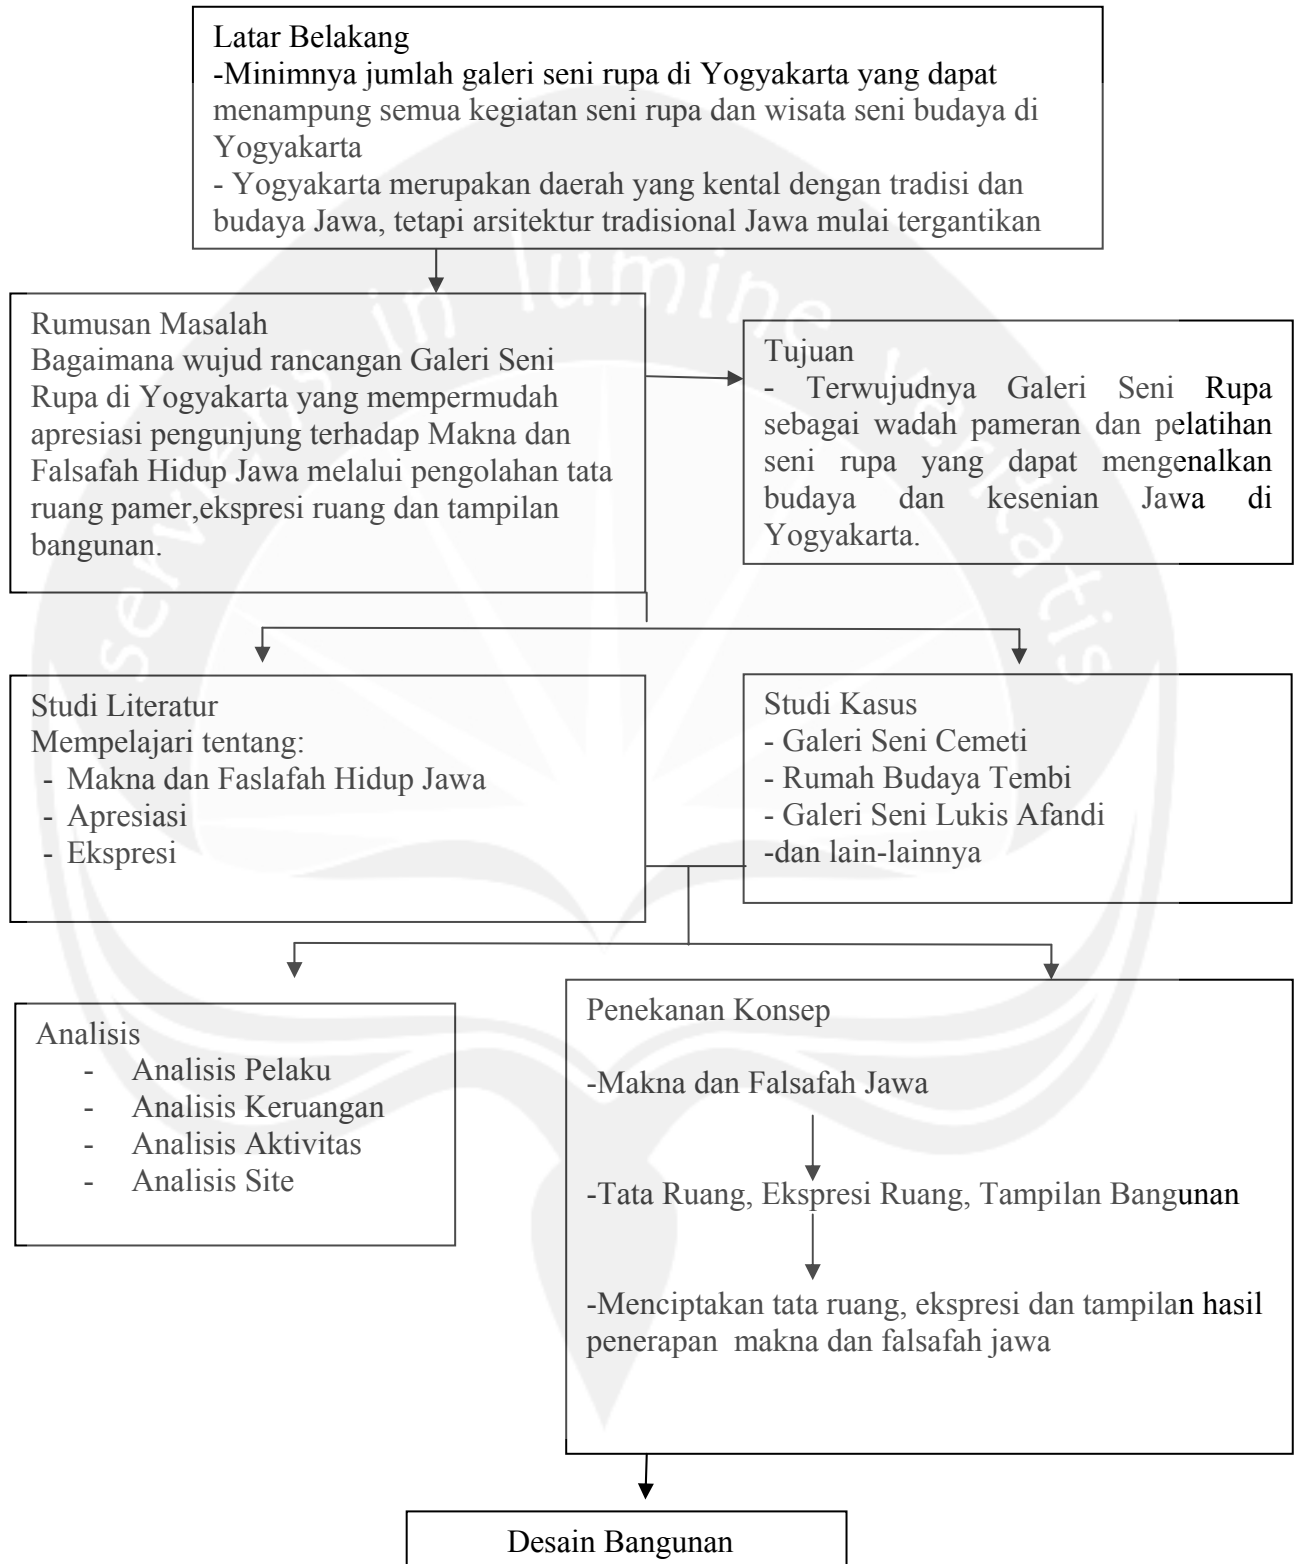 Latar Belakang
-Minimnya jumlah galeri seni rupa di Yogyakarta yang dapat
menampung semua kegiatan seni rupa dan wisata seni budaya di
Yogyakarta
- Yogyakarta merupakan daerah yang kental dengan tradisi dan
budaya Jawa, tetapi arsitektur tradisional Jawa mulai tergantikan
Rumusan Masalah
Bagaimana wujud rancangan Galeri Seni
Rupa di Yogyakarta yang mempermudah
apresiasi pengunjung terhadap Makna dan
Falsafah Hidup Jawa melalui pengolahan tata
ruang pamer,ekspresi ruang dan tampilan
bangunan.
Tujuan
- Terwujudnya Galeri Seni Rupa
sebagai wadah pameran dan pelatihan
seni rupa yang dapat mengenalkan
budaya dan kesenian Jawa di
Yogyakarta.
Studi Literatur
Mempelajari tentang:
- Makna dan Faslafah Hidup Jawa
- Apresiasi
- Ekspresi
Studi Kasus
- Galeri Seni Cemeti
- Rumah Budaya Tembi
- Galeri Seni Lukis Afandi
-dan lain-lainnya
Analisis
- Analisis Pelaku
- Analisis Keruangan
- Analisis Aktivitas
- Analisis Site
Penekanan Konsep
-Makna dan Falsafah Jawa
-Tata Ruang, Ekspresi Ruang, Tampilan Bangunan
-Menciptakan tata ruang, ekspresi dan tampilan hasil
penerapan makna dan falsafah jawa
Desain Bangunan
serviens in lumine veritatis